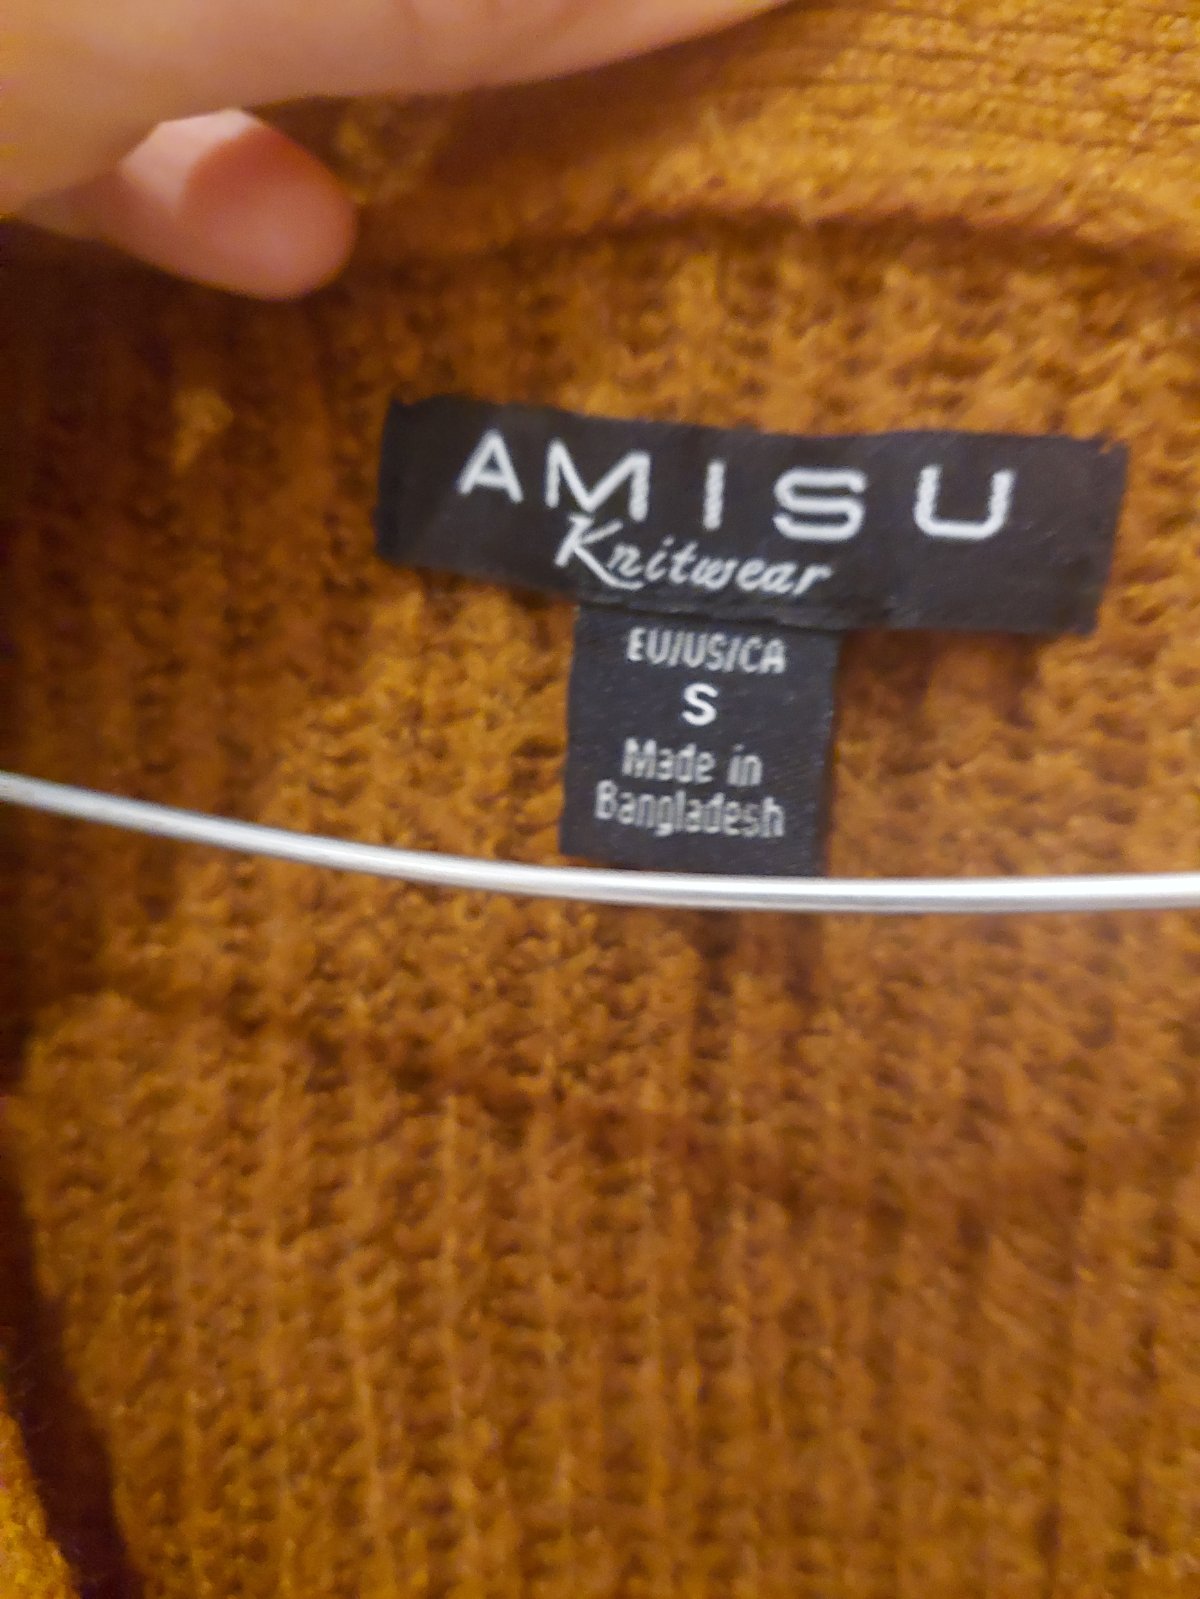 AMISU
Knitwear
EU/US/CA
S
Made in
Bangladesh